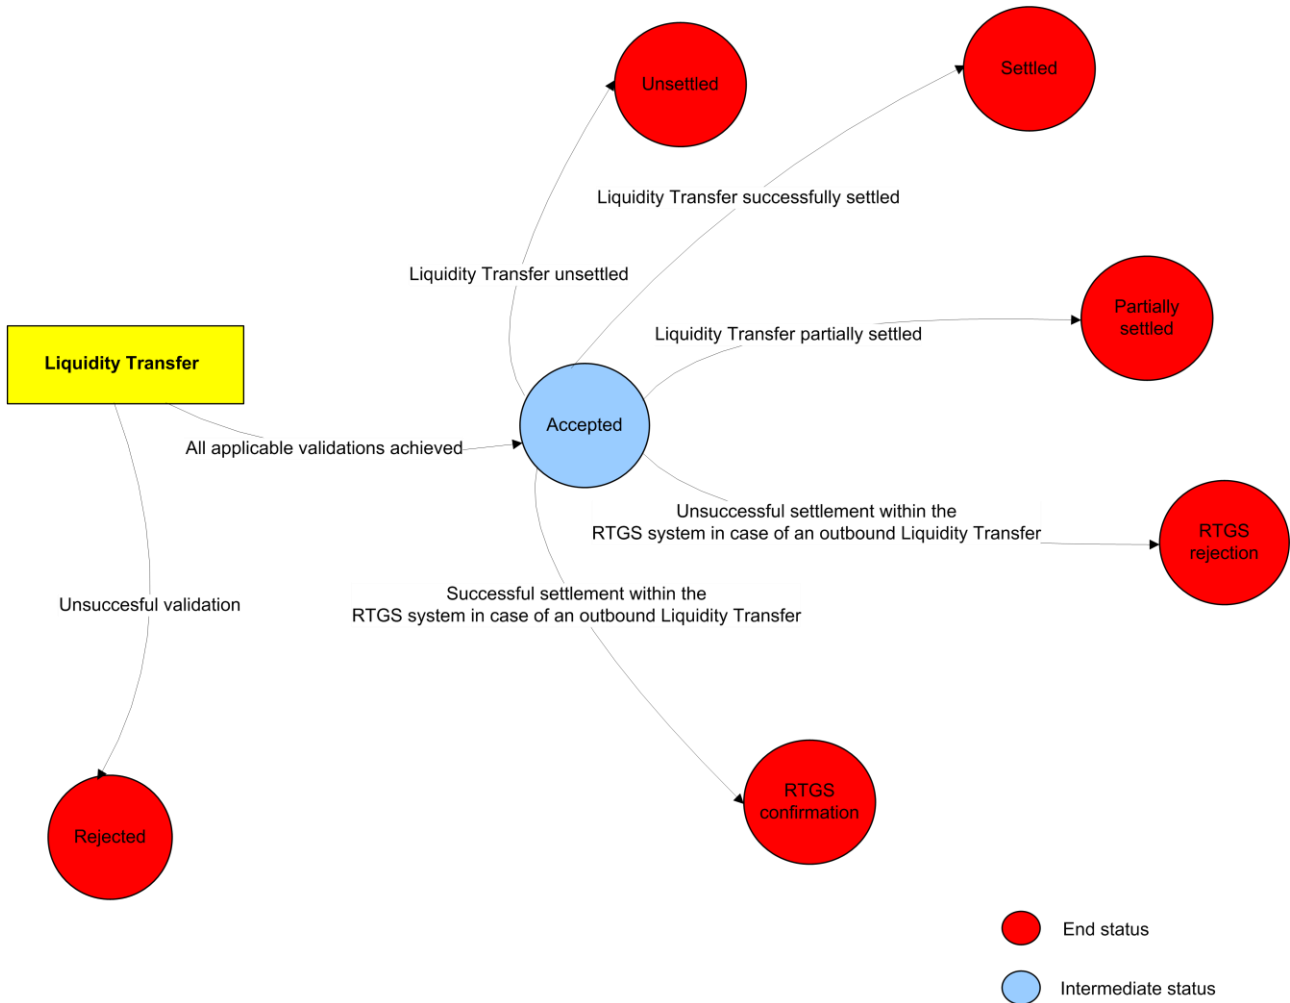 Settled
Unsettled
Liquidity Transfer successfully settled
Liquidity Transfer unsettled
Partially
settled
Liquidity Transfer partially settled
Liquidity Transfer
Accepted
All applicable validations achieved
Unsuccessful settlement within the
RTGS system in case of an outbound Liquidity Transfer
RTGS
rejection
Successful settlement within the
RTGS system in case of an outbound Liquidity Transfer
Unsuccesful validation
RTGS
confirmation
Rejected
End status
Intermediate status